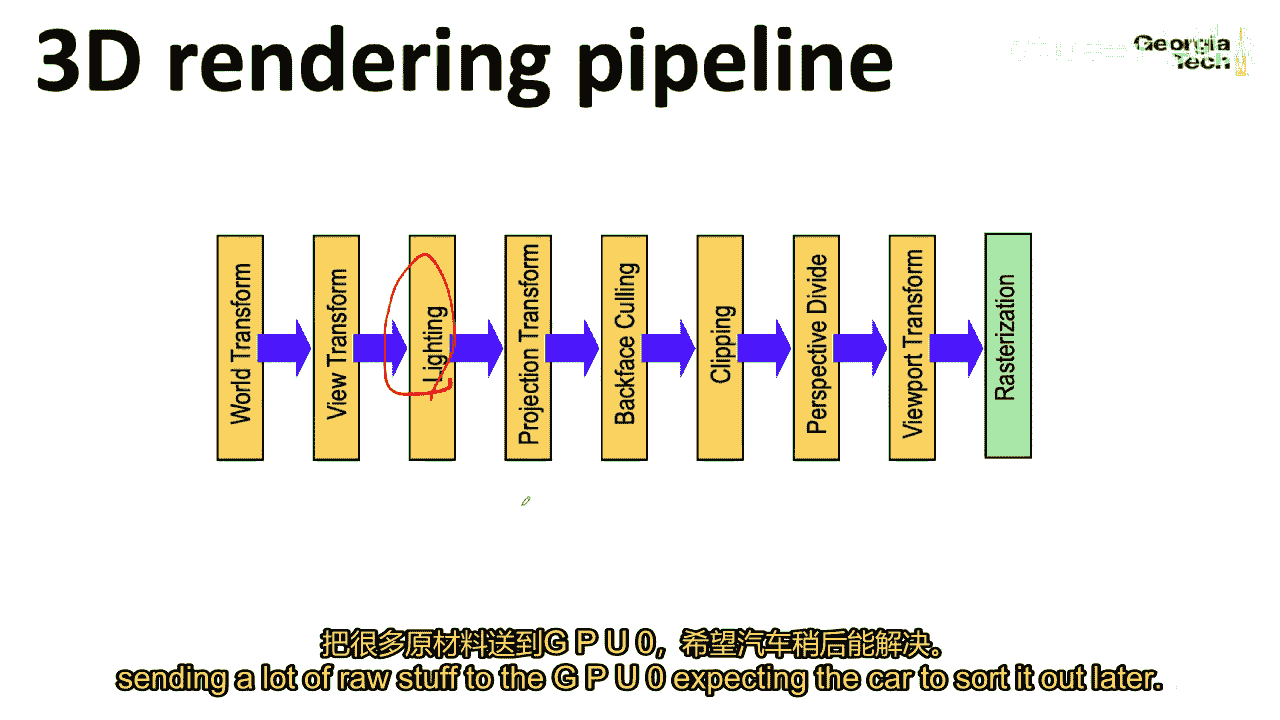 3D rendering pipeline
Georgia
Tech
World Transform
View Transform
Lighting
Projection Transform
Backface Culling
Clipping
Perspective Divide
Viewport Transform
Rasterization
把很多原材料送到G P U 0，希望汽车稍后能解决。
sending a lot of raw stuff to the G P U 0 expecting the car to sort it out later.